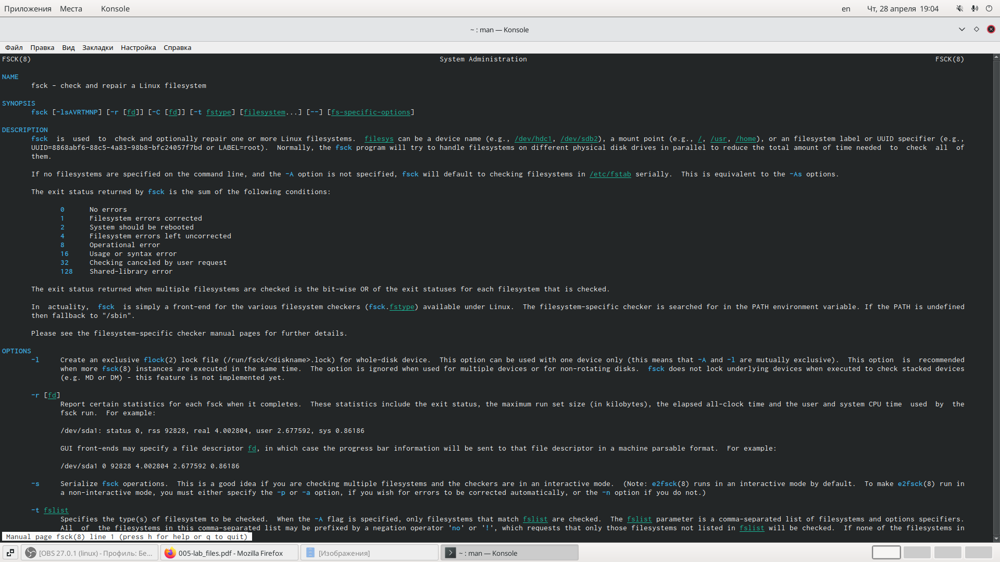 Приложения Места Konsole en Чт, 28 апреля 19:04
~ : man — Konsole
Файл Правка Вид Закладки Настройка Справка
FSCK(8) System Administration FSCK(8)
NAME
fsck - check and repair a Linux filesystem
SYNOPSIS
fsck [-lsAVRTMNP] [-r [fd]] [-C [fd]] [-t fstype] [filesystem...] [--] [fs-specific-options]
DESCRIPTION
fsck is used to check and optionally repair one or more Linux filesystems. filesys can be a device name (e.g., /dev/hdc1, /dev/sdb2), a mount point (e.g., /, /usr, /home), or an filesystem label or UUID specifier (e.g.,
UUID=8868abf6-88c5-4a83-98b8-bfc24057f7bd or LABEL=root). Normally, the fsck program will try to handle filesystems on different physical disk drives in parallel to reduce the total amount of time needed to check all of
them.
If no filesystems are specified on the command line, and the -A option is not specified, fsck will default to checking filesystems in /etc/fstab serially. This is equivalent to the -As options.
The exit status returned by fsck is the sum of the following conditions:
0 No errors
1 Filesystem errors corrected
2 System should be rebooted
4 Filesystem errors left uncorrected
8 Operational error
16 Usage or syntax error
32 Checking canceled by user request
128 Shared-library error
The exit status returned when multiple filesystems are checked is the bit-wise OR of the exit statuses for each filesystem that is checked.
In actuality, fsck is simply a front-end for the various filesystem checkers (fsck.fstype) available under Linux. The filesystem-specific checker is searched for in the PATH environment variable. If the PATH is undefined
then fallback to "/sbin".
Please see the filesystem-specific checker manual pages for further details.
OPTIONS
-l Create an exclusive flock(2) lock file (/run/fsck/<diskname>.lock) for whole-disk device. This option can be used with one device only (this means that -A and -l are mutually exclusive). This option is recommended
when more fsck(8) instances are executed in the same time. The option is ignored when used for multiple devices or for non-rotating disks. fsck does not lock underlying devices when executed to check stacked devices
(e.g. MD or DM) - this feature is not implemented yet.
-r [fd]
Report certain statistics for each fsck when it completes. These statistics include the exit status, the maximum run set size (in kilobytes), the elapsed all-clock time and the user and system CPU time used by the
fsck run. For example:
/dev/sda1: status 0, rss 92828, real 4.002804, user 2.677592, sys 0.86186
GUI front-ends may specify a file descriptor fd, in which case the progress bar information will be sent to that file descriptor in a machine parsable format. For example:
/dev/sda1 0 92828 4.002804 2.677592 0.86186
-s Serialize fsck operations. This is a good idea if you are checking multiple filesystems and the checkers are in an interactive mode. (Note: e2fsck(8) runs in an interactive mode by default. To make e2fsck(8) run in
a non-interactive mode, you must either specify the -p or -a option, if you wish for errors to be corrected automatically, or the -n option if you do not.)
-t fslist
Specifies the type(s) of filesystem to be checked. When the -A flag is specified, only filesystems that match fslist are checked. The fslist parameter is a comma-separated list of filesystems and options specifiers.
All of the filesystems in this comma-separated list may be prefixed by a negation operator 'no' or '!', which requests that only those filesystems not listed in fslist will be checked. If none of the filesystems in
Manual page fsck(8) line 1 (press h for help or q to quit)
[OBS 27.0.1 (linux) - Профиль: Бе... 005-lab_files.pdf - Mozilla Firefox [Изображения] ~ : man — Konsole